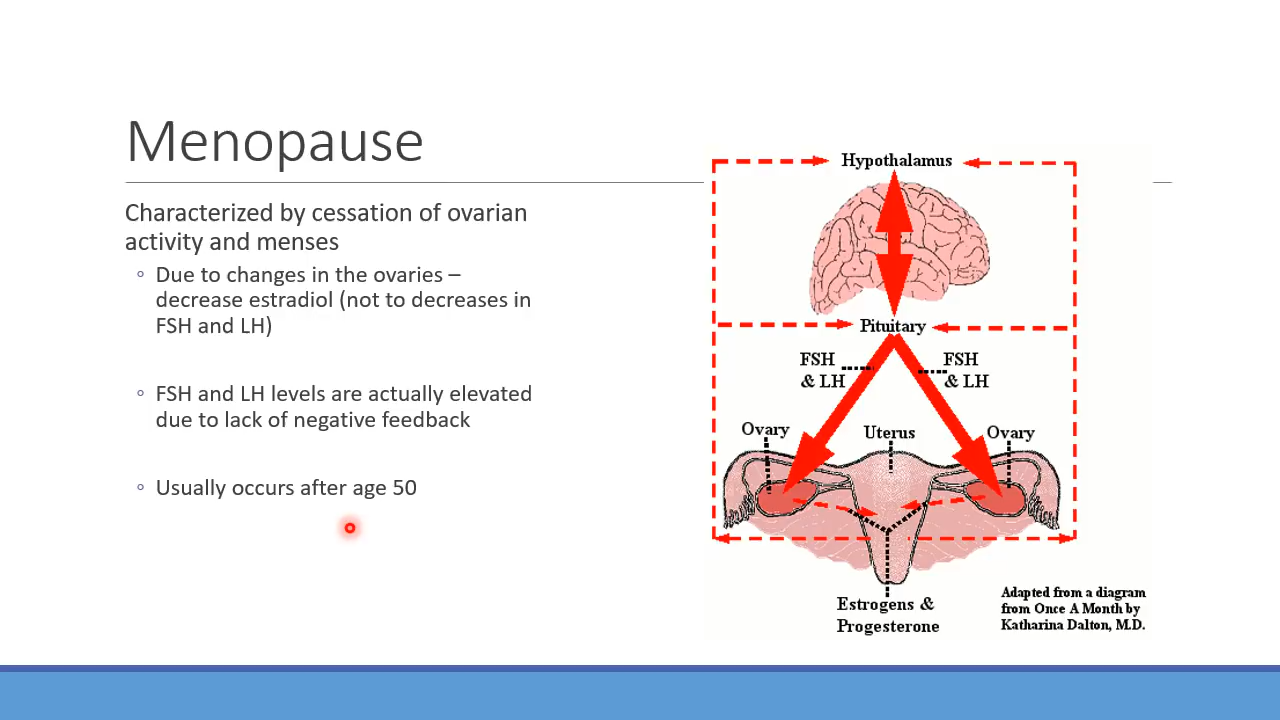 Menopause
Characterized by cessation of ovarian
activity and menses
◦ Due to changes in the ovaries –
decrease estradiol (not to decreases in
FSH and LH)
◦ FSH and LH levels are actually elevated
due to lack of negative feedback
◦ Usually occurs after age 50
Hypothalamus
Pituitary
FSH
& LH
FSH
& LH
Ovary
Uterus
Ovary
Estrogens &
Progesterone
Adapted from a diagram
from Once A Month by
Katharina Dalton, M.D.